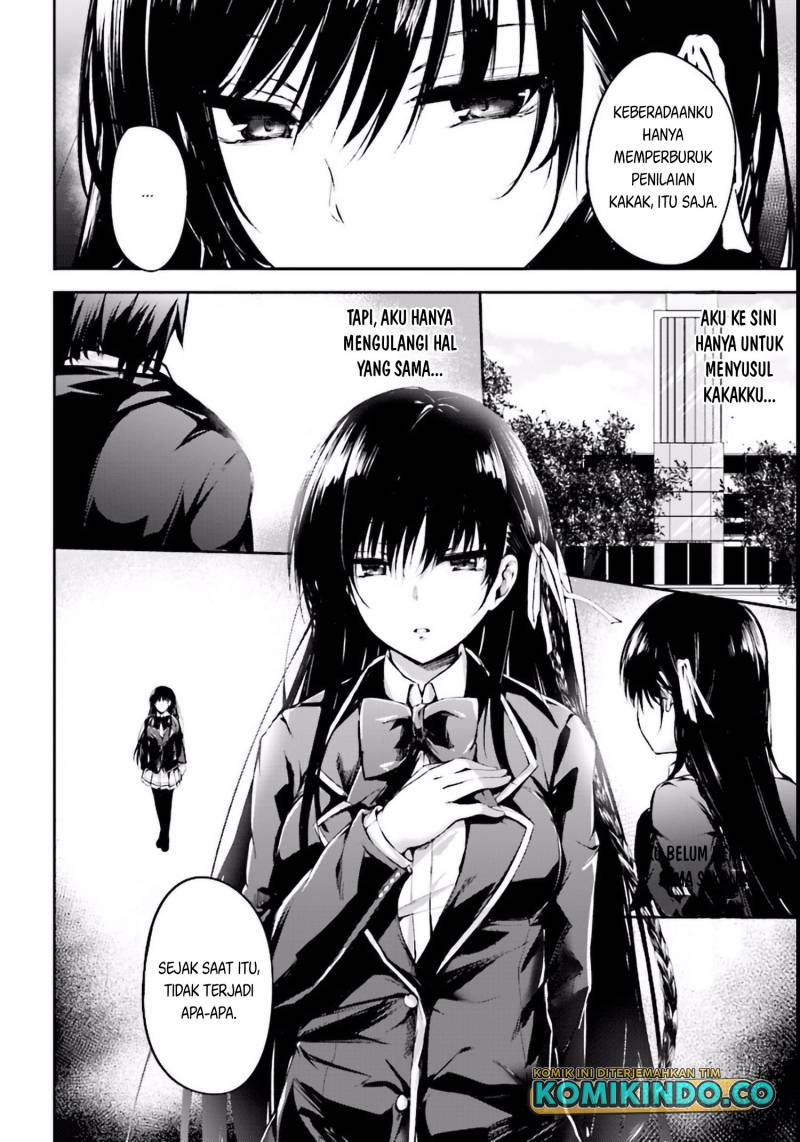 KEBERADAANKU
HANYA
MEMPERBURUK
PENILAIAN
KAKAK, ITU SAJA.
...
AKU KE SINI
HANYA UNTUK
MENYUSUL
KAKAKKU...
TAPI, AKU HANYA
MENGULANGI HAL
YANG SAMA...
BELUM
SEJAK SAAT ITU,
TIDAK TERJADI
APA-APA.
KOMIK INI DITERJEMAHKAN TIM
KOMIKINDO.CO